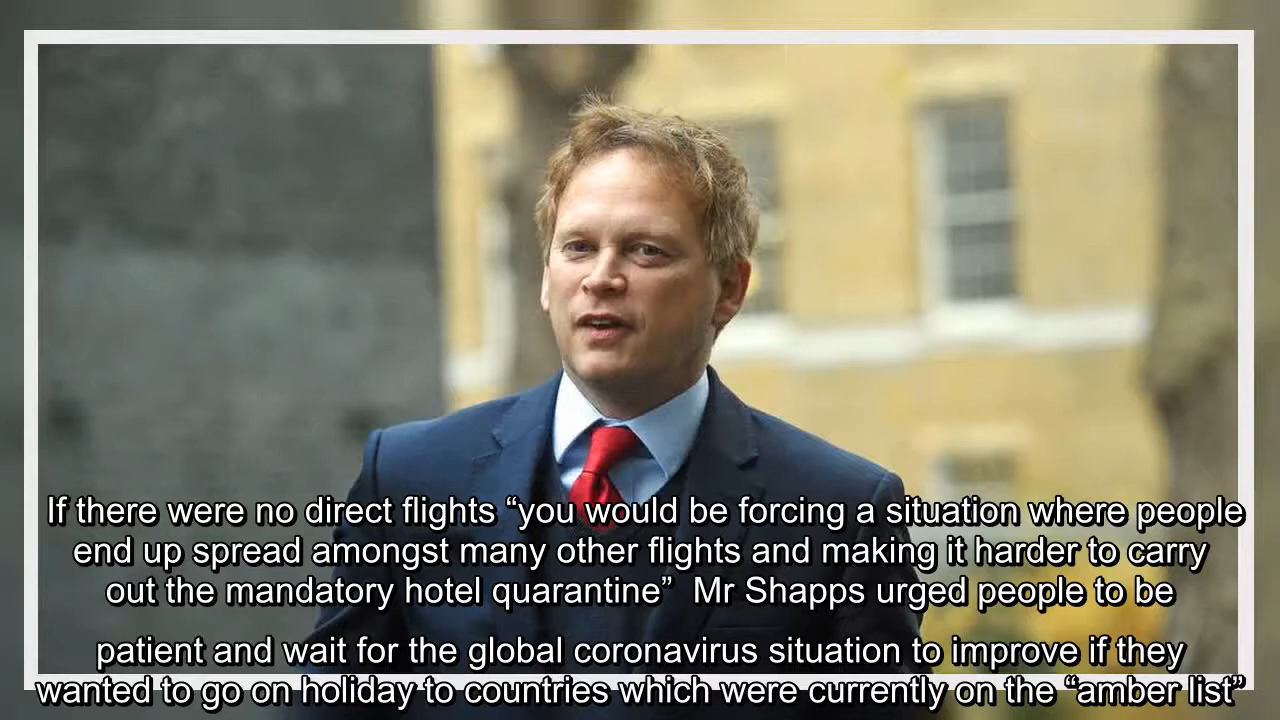 If there were no direct flights “you would be forcing a situation where people
end up spread amongst many other flights and making it harder to carry
out the mandatory hotel quarantine”  Mr Shapps urged people to be
patient and wait for the global coronavirus situation to improve if they
wanted to go on holiday to countries which were currently on the “amber list”